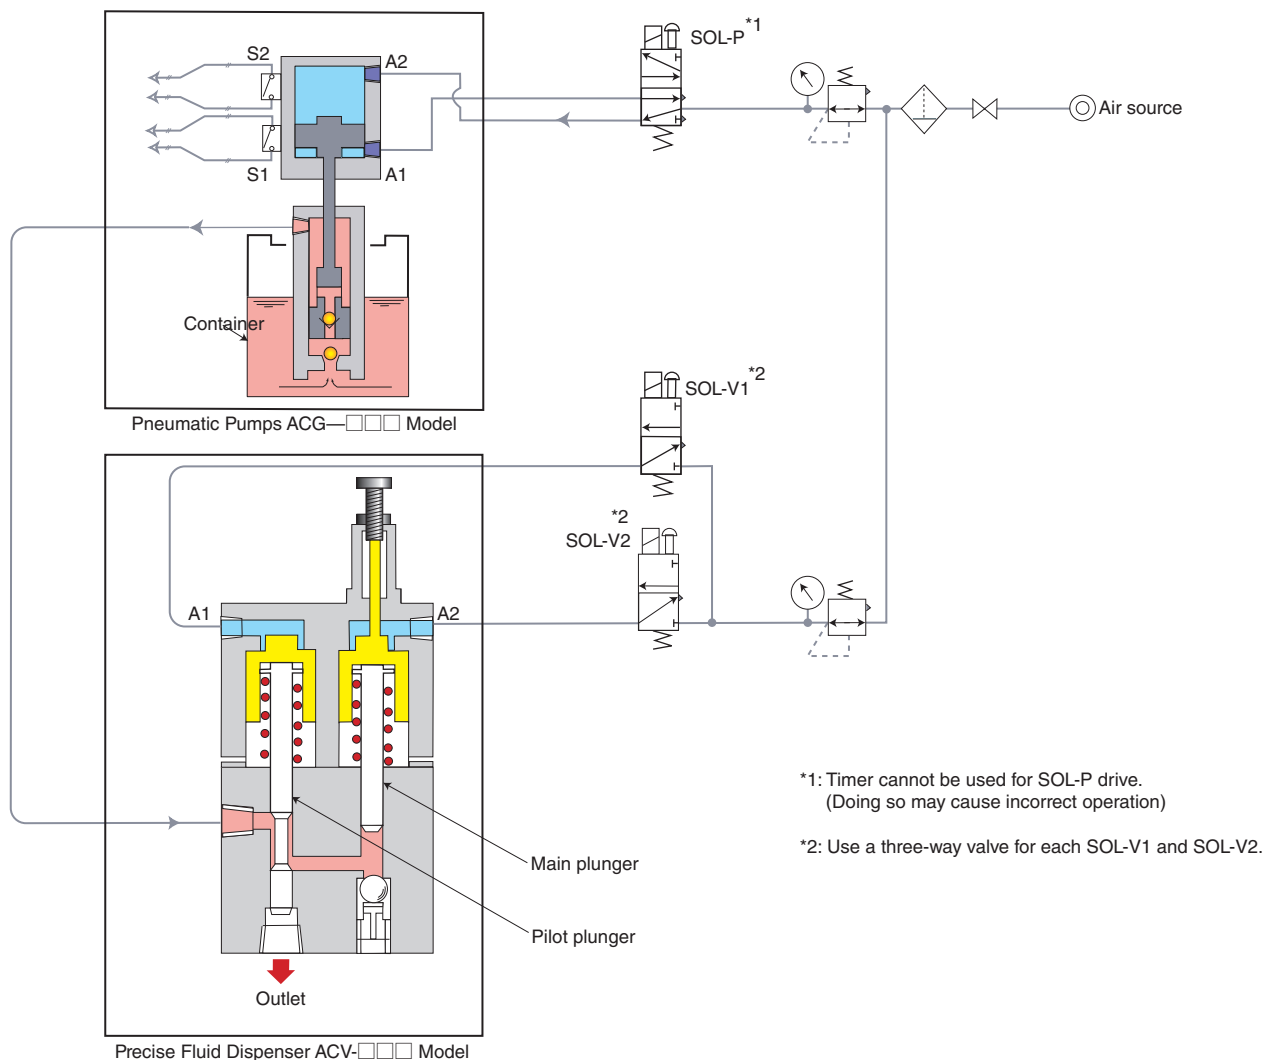 SOL-P *1
S2
A2
Air source
S1
A1
Container
SOL-V1 *2
Pneumatic Pumps ACG—□□□ Model
*2
SOL-V2
A1
A2
*1: Timer cannot be used for SOL-P drive.
(Doing so may cause incorrect operation)
*2: Use a three-way valve for each SOL-V1 and SOL-V2.
Main plunger
Pilot plunger
Outlet
Precise Fluid Dispenser ACV-□□□ Model